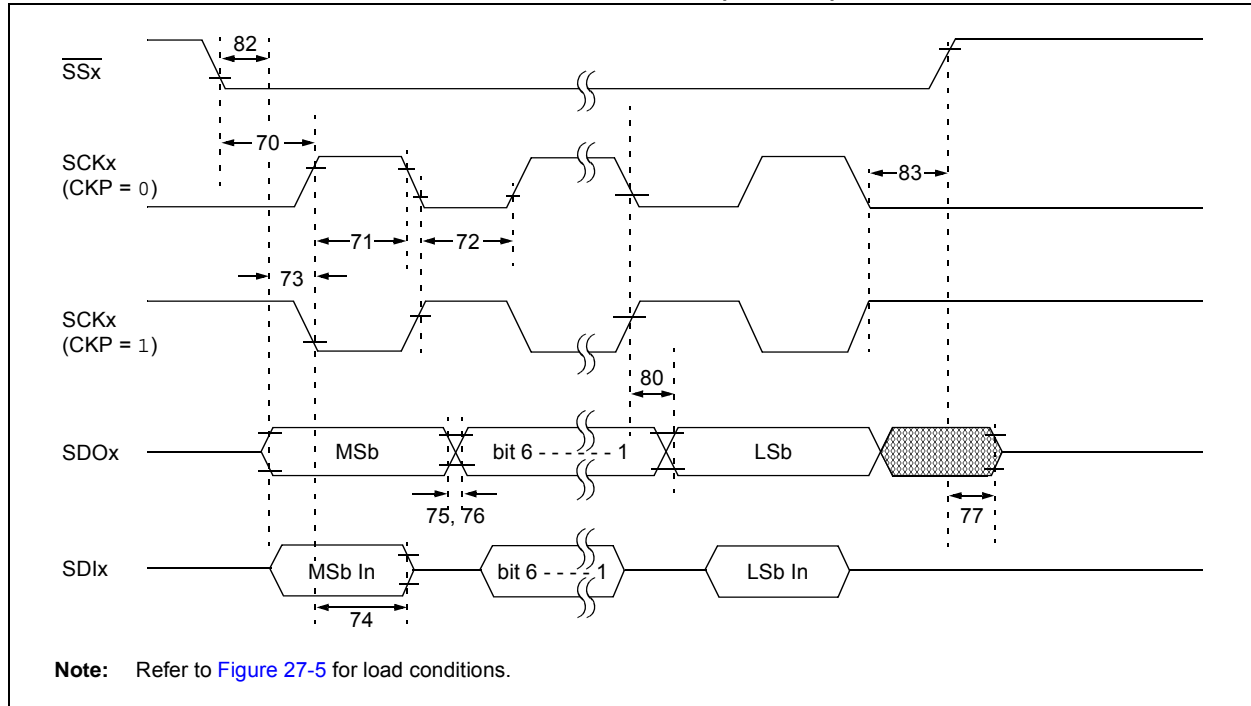 82
SSx
70
SCKx
(CKP = 0)
83
71
72
73
SCKx
(CKP = 1)
80
SDOx
MSb
bit 6 - - - - - - 1
LSb
75, 76
77
SDIx
MSb In
bit 6 - - - - 1
LSb In
74
Note: Refer to Figure 27-5 for load conditions.